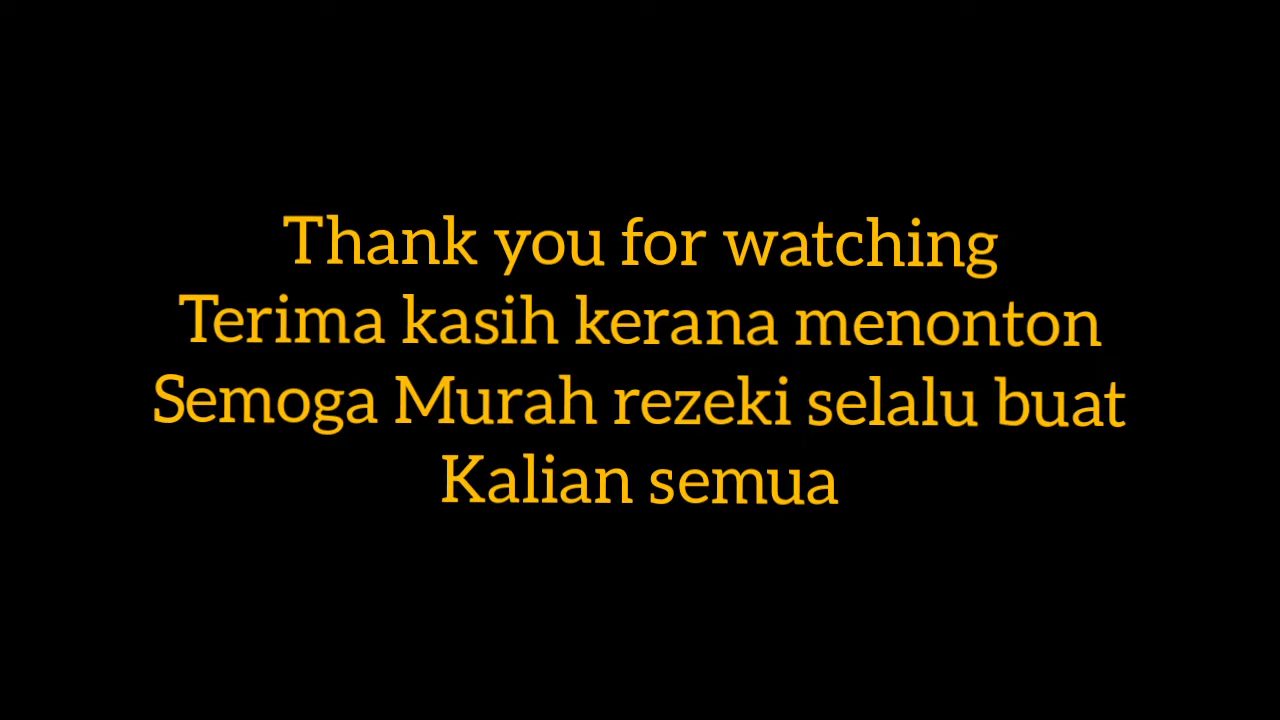 Thank you for watching
Terima kasih kerana menonton
Semoga Murah rezeki selalu buat
Kalian semua